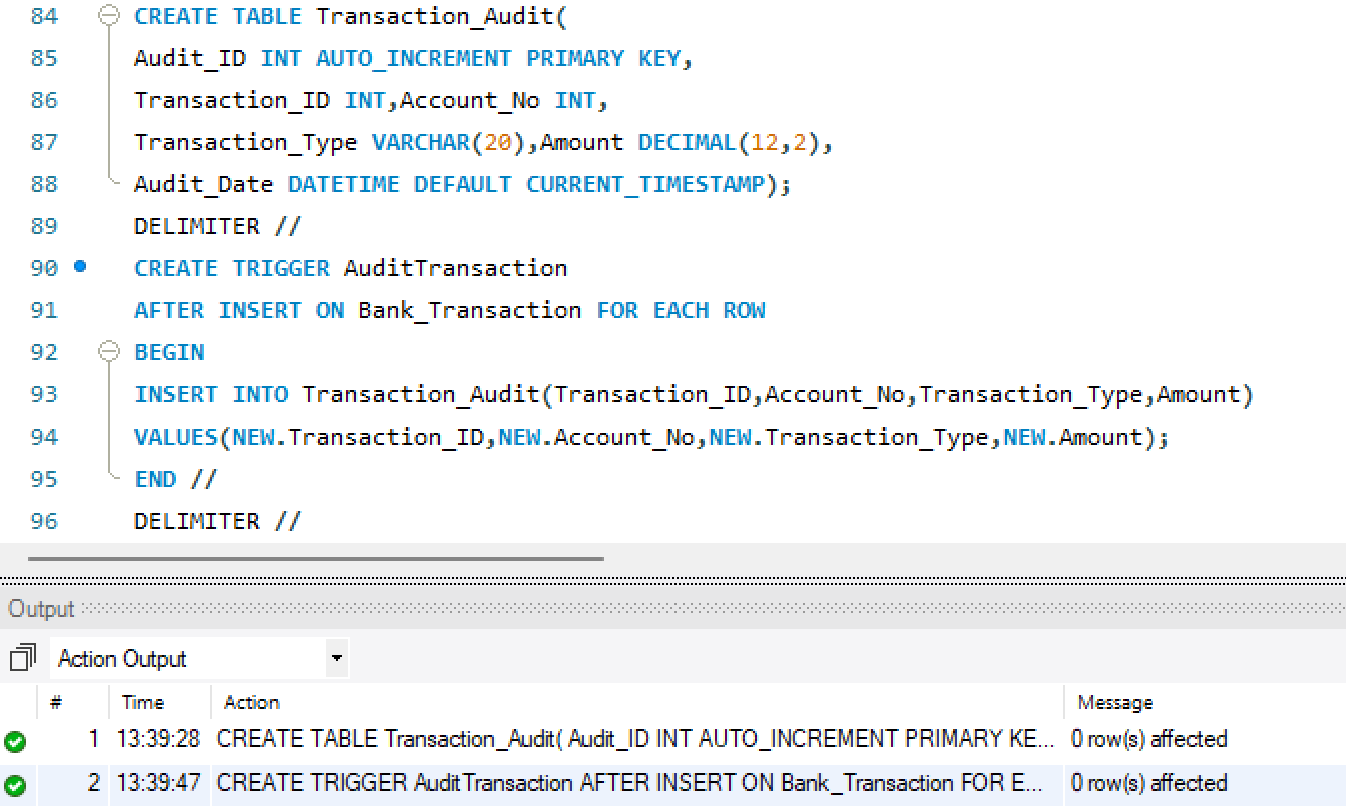 84 CREATE TABLE Transaction_Audit(
85 Audit_ID INT AUTO_INCREMENT PRIMARY KEY,
86 Transaction_ID INT,Account_No INT,
87 Transaction_Type VARCHAR(20),Amount DECIMAL(12,2),
88 Audit_Date DATETIME DEFAULT CURRENT_TIMESTAMP);
89 DELIMITER //
90 CREATE TRIGGER AuditTransaction
91 AFTER INSERT ON Bank_Transaction FOR EACH ROW
92 BEGIN
93 INSERT INTO Transaction_Audit(Transaction_ID,Account_No,Transaction_Type,Amount)
94 VALUES(NEW.Transaction_ID,NEW.Account_No,NEW.Transaction_Type,NEW.Amount);
95 END //
96 DELIMITER //
Output
Action Output
# Time Action Message
1 13:39:28 CREATE TABLE Transaction_Audit( Audit_ID INT AUTO_INCREMENT PRIMARY KE... 0 row(s) affected
2 13:39:47 CREATE TRIGGER AuditTransaction AFTER INSERT ON Bank_Transaction FOR E... 0 row(s) affected